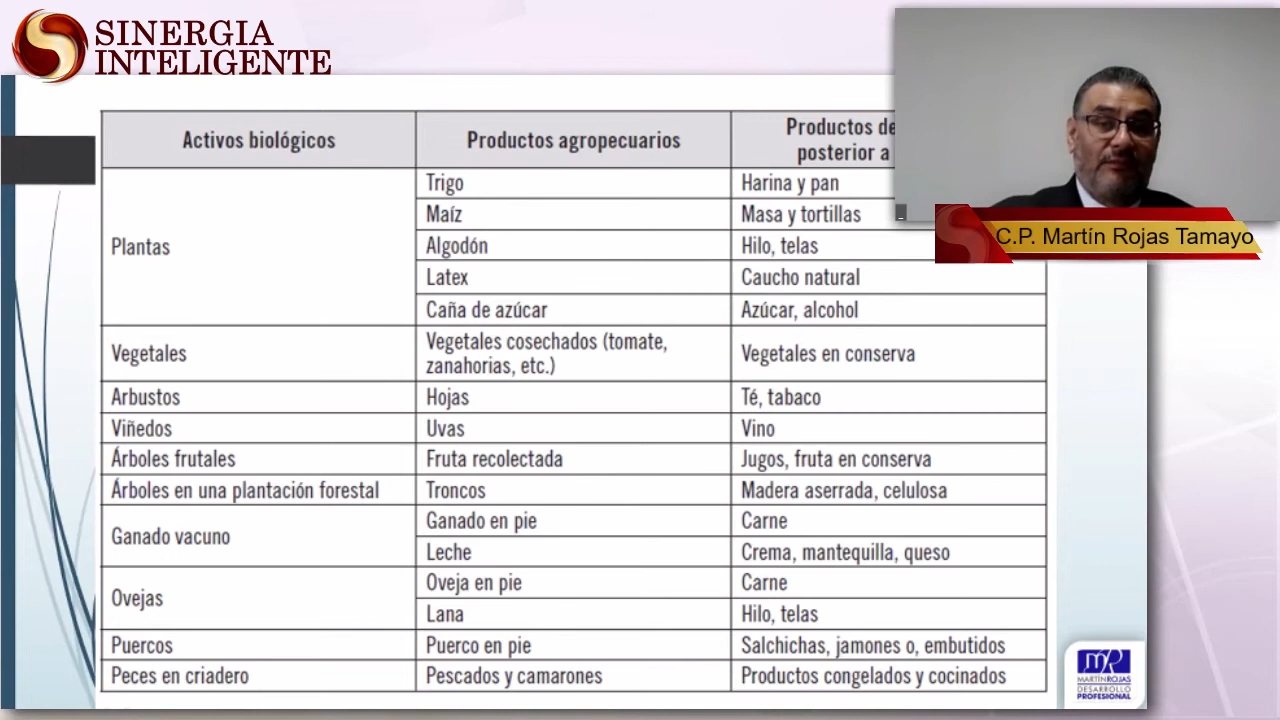 SINERGIA
INTELIGENTE
Activos biológicos
Productos agropecuarios
Productos de
posterior a
Plantas
Trigo
Harina y pan
Maíz
Masa y tortillas
Algodón
Hilo, telas
Latex
Caucho natural
Caña de azúcar
Azúcar, alcohol
Vegetales
Vegetales cosechados (tomate,
zanahorias, etc.)
Vegetales en conserva
Arbustos
Hojas
Té, tabaco
Viñedos
Uvas
Vino
Árboles frutales
Fruta recolectada
Jugos, fruta en conserva
Árboles en una plantación forestal
Troncos
Madera aserrada, celulosa
Ganado vacuno
Ganado en pie
Carne
Leche
Crema, mantequilla, queso
Ovejas
Oveja en pie
Carne
Lana
Hilo, telas
Puercos
Puerco en pie
Salchichas, jamones o, embutidos
Peces en criadero
Pescados y camarones
Productos congelados y cocinados
C.P. Martín Rojas Tamayo
MARTÍNROJAS
DESARROLLO
PROFESIONAL